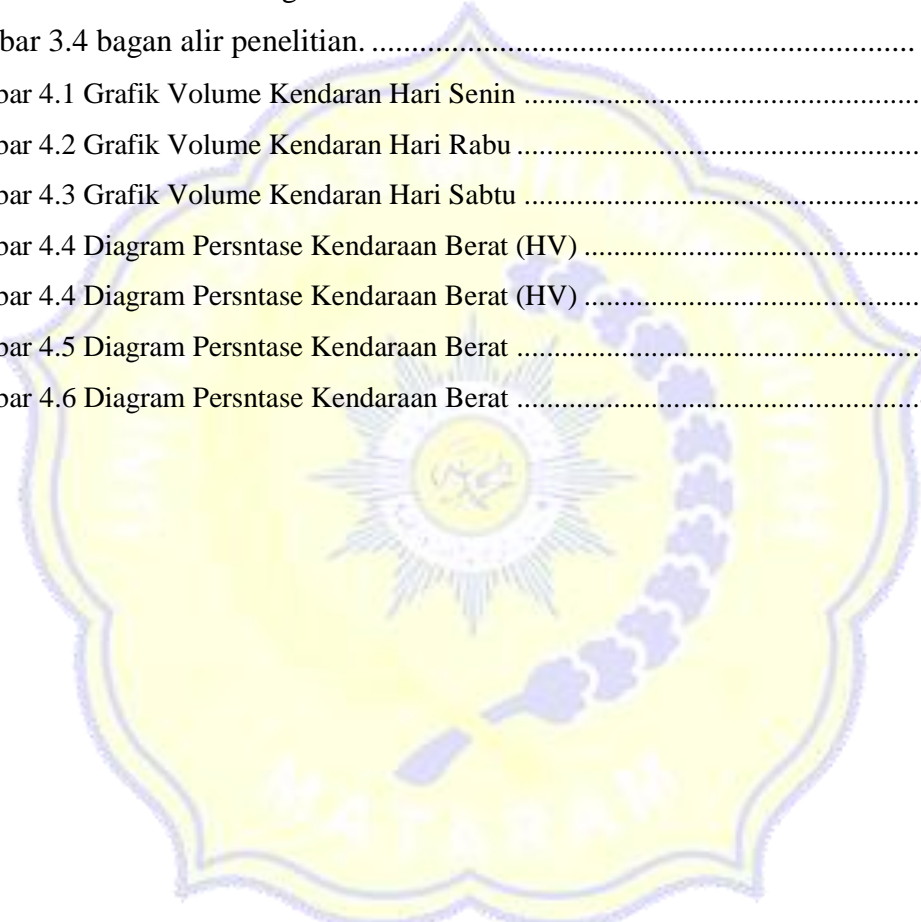 bar 3.4 bagan alir penelitian. ..........................................................................
bar 4.1 Grafik Volume Kendaran Hari Senin ..........................................................
bar 4.2 Grafik Volume Kendaran Hari Rabu ..........................................................
bar 4.3 Grafik Volume Kendaran Hari Sabtu ..........................................................
bar 4.4 Diagram Persntase Kendaraan Berat (HV) ..................................................
bar 4.4 Diagram Persntase Kendaraan Berat (HV) ..................................................
bar 4.5 Diagram Persntase Kendaraan Berat ..........................................................
bar 4.6 Diagram Persntase Kendaraan Berat ..........................................................
MATARAM